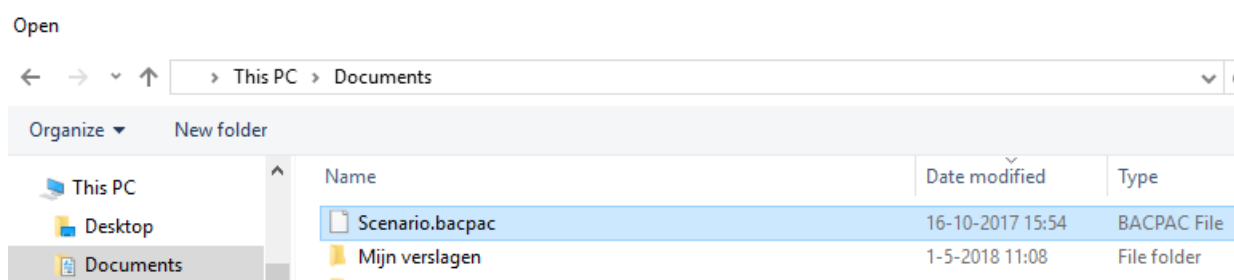 Open
This PC > Documents
Organize New folder
This PC
Desktop
Documents
Name Date modified Type
Scenario.bacpac 16-10-2017 15:54 BACPAC File
Mijn verslagen 1-5-2018 11:08 File folder